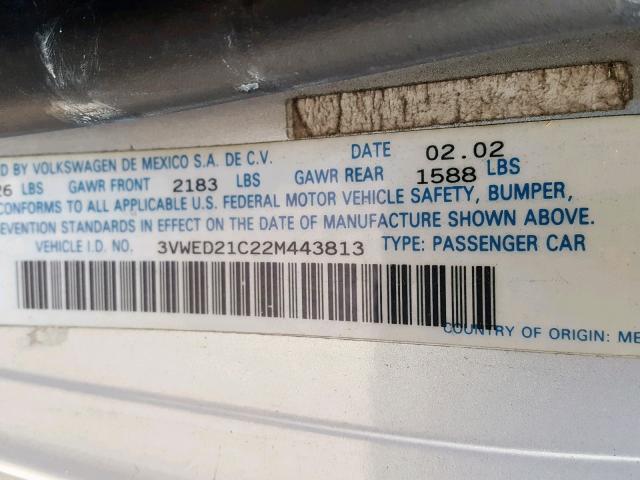 D BY VOLKSWAGEN DE MEXICO S.A. DE C.V. DATE 02.02
26 LBS GAWR FRONT 2183 LBS GAWR REAR 1588 LBS
CONFORMS TO ALL APPLICABLE U.S. FEDERAL MOTOR VEHICLE SAFETY, BUMPER,
EVENTION STANDARDS IN EFFECT ON THE DATE OF MANUFACTURE SHOWN ABOVE.
VEHICLE I.D. NO. 3VWED21C22M443813 TYPE: PASSENGER CAR
COUNTRY OF ORIGIN: ME